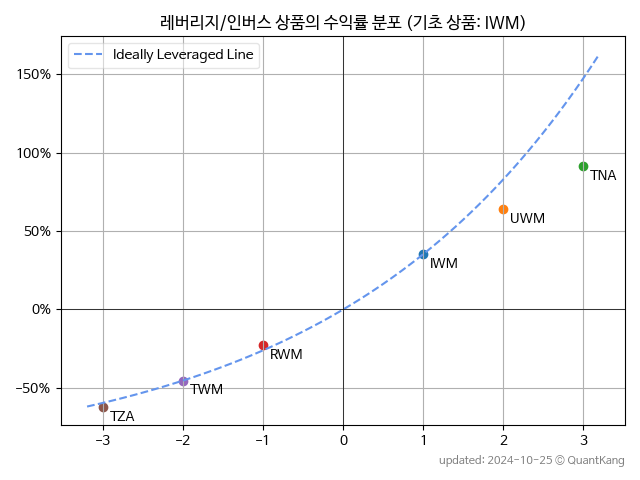 레버리지/인버스 상품의 수익률 분포 (기초 상품: IWM)
Ideally Leveraged Line
150%
100%
50%
0%
−50%
TNA
UWM
IWM
RWM
TWM
TZA
−3 −2 −1 0 1 2 3
updated: 2024-10-25 © QuantKang